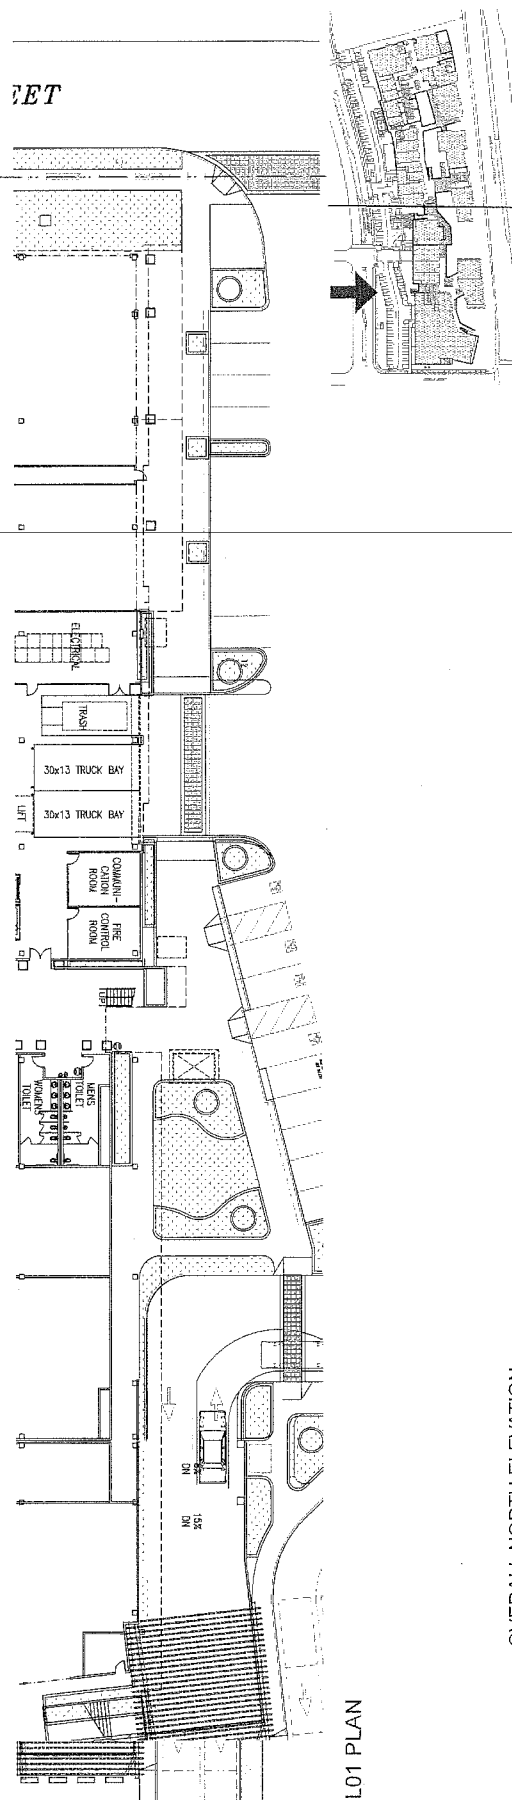 EET
ELECTRICAL
TRASH
30x13 TRUCK BAY
30x13 TRUCK BAY
LIFT
COMMUNI-
CATION
ROOM
FIRE
CONTROL
ROOM
UP
MENS
TOILET
WOMENS
TOILET
DN
15%
DN
L01 PLAN
OVERALL NORTH ELEVATION